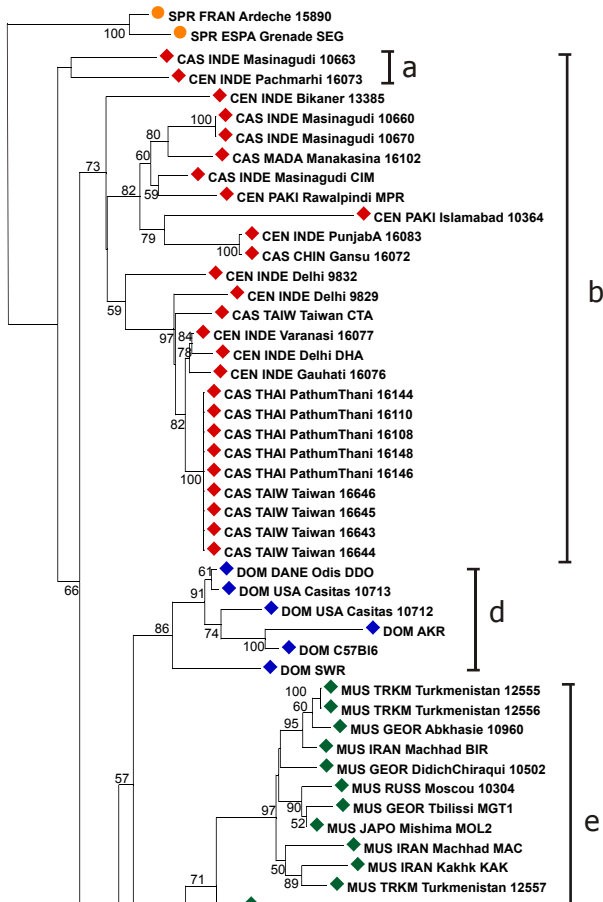 SPR FRAN Ardeche 15890
100
SPR ESPA Grenade SEG
CAS INDE Masinagudi 10663
a
CEN INDE Pachmarhi 16073
CEN INDE Bikaner 13385
100
CAS INDE Masinagudi 10660
80
CAS INDE Masinagudi 10670
60
CAS MADA Manakasina 16102
73
CAS INDE Masinagudi CIM
82
59
CEN PAKI Rawalpindi MPR
CEN PAKI Islamabad 10364
79
CEN INDE PunjabA 16083
100
CAS CHIN Gansu 16072
CEN INDE Delhi 9832
b
CEN INDE Delhi 9829
59
CAS TAIW Taiwan CTA
97
84
CEN INDE Varanasi 16077
78
CEN INDE Delhi DHA
CEN INDE Gauhati 16076
CAS THAI PathumThani 16144
CAS THAI PathumThani 16110
82
CAS THAI PathumThani 16108
CAS THAI PathumThani 16148
100
CAS THAI PathumThani 16146
CAS TAIW Taiwan 16646
CAS TAIW Taiwan 16645
CAS TAIW Taiwan 16643
CAS TAIW Taiwan 16644
66
61
DOM DANE Odis DDO
91
DOM USA Casitas 10713
DOM USA Casitas 10712
d
86
74
DOM AKR
100
DOM C57Bl6
DOM SWR
100
MUS TRKM Turkmenistan 12555
60
MUS TRKM Turkmenistan 12556
95
MUS GEOR Abkhasie 10960
MUS IRAN Machhad BIR
MUS GEOR DidichChiraqui 10502
57
MUS RUSS Moscou 10304
97
90
MUS GEOR Tbilissi MGT1
e
52
MUS JAPO Mishima MOL2
MUS IRAN Machhad MAC
50
MUS IRAN Kakhk KAK
71
89
MUS TRKM Turkmenistan 12557